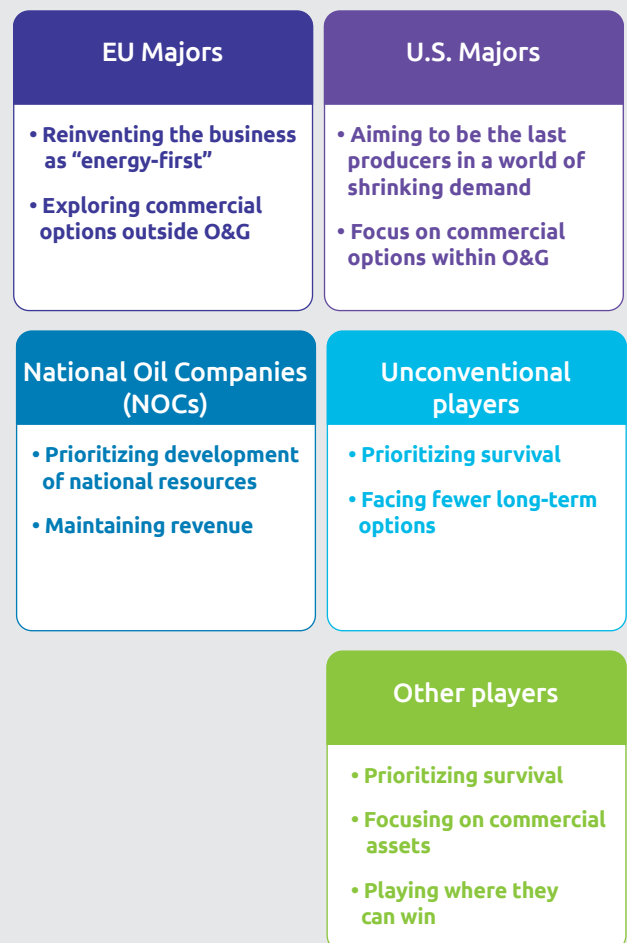 EU Majors
• Reinventing the business
as “energy-first”
• Exploring commercial
options outside O&G
U.S. Majors
• Aiming to be the last
producers in a world of
shrinking demand
• Focus on commercial
options within O&G
National Oil Companies
(NOCs)
• Prioritizing development
of national resources
• Maintaining revenue
Unconventional
players
• Prioritizing survival
• Facing fewer long-term
options
Other players
• Prioritizing survival
• Focusing on commercial
assets
• Playing where they
can win